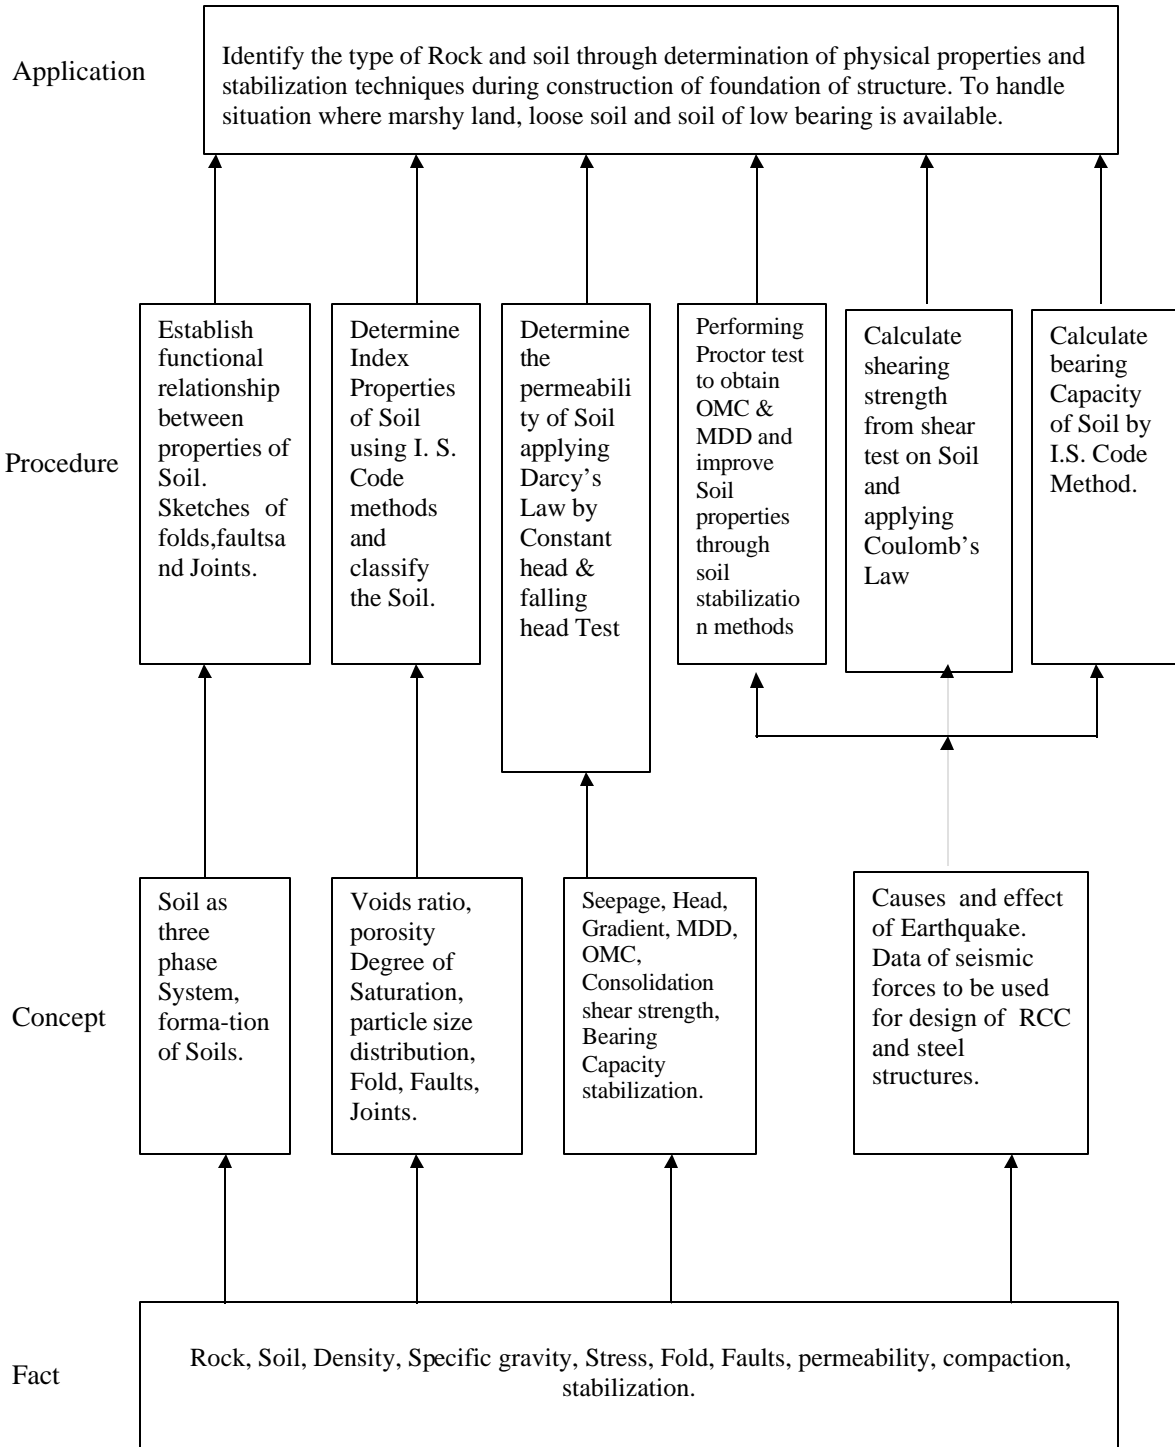 Application
Identify the type of Rock and soil through determination of physical properties and
stabilization techniques during construction of foundation of structure. To handle
situation where marshy land, loose soil and soil of low bearing is available.
Procedure
Establish
functional
relationship
between
properties of
Soil.
Sketches of
folds,faultsa
nd Joints.
Determine
Index
Properties
of Soil
using I. S.
Code
methods
and
classify
the Soil.
Determine
the
permeabili
ty of Soil
applying
Darcy's
Law by
Constant
head &
falling
head Test
Performing
Proctor test
to obtain
OMC &
MDD and
improve
Soil
properties
through
soil
stabilizatio
n methods
Calculate
shearing
strength
from shear
test on Soil
and
applying
Coulomb's
Law
Calculate
bearing
Capacity
of Soil by
I.S. Code
Method.
Concept
Soil as
three
phase
System,
forma-tion
of Soils.
Voids ratio,
porosity
Degree of
Saturation,
particle size
distribution,
Fold, Faults,
Joints.
Seepage, Head,
Gradient, MDD,
OMC,
Consolidation
shear strength,
Bearing
Capacity
stabilization.
Causes and effect
of Earthquake.
Data of seismic
forces to be used
for design of RCC
and steel
structures.
Fact
Rock, Soil, Density, Specific gravity, Stress, Fold, Faults, permeability, compaction,
stabilization.